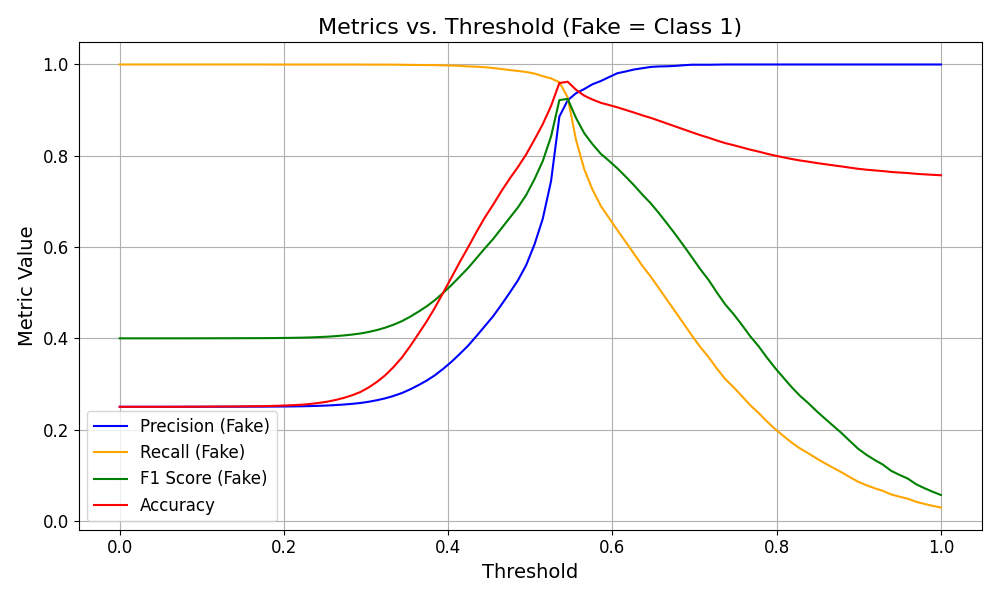 Metrics vs. Threshold (Fake = Class 1)
Metric Value
1.0
0.8
0.6
0.4
0.2
0.0
Precision (Fake)
Recall (Fake)
F1 Score (Fake)
Accuracy
0.0 0.2 0.4 0.6 0.8 1.0
Threshold